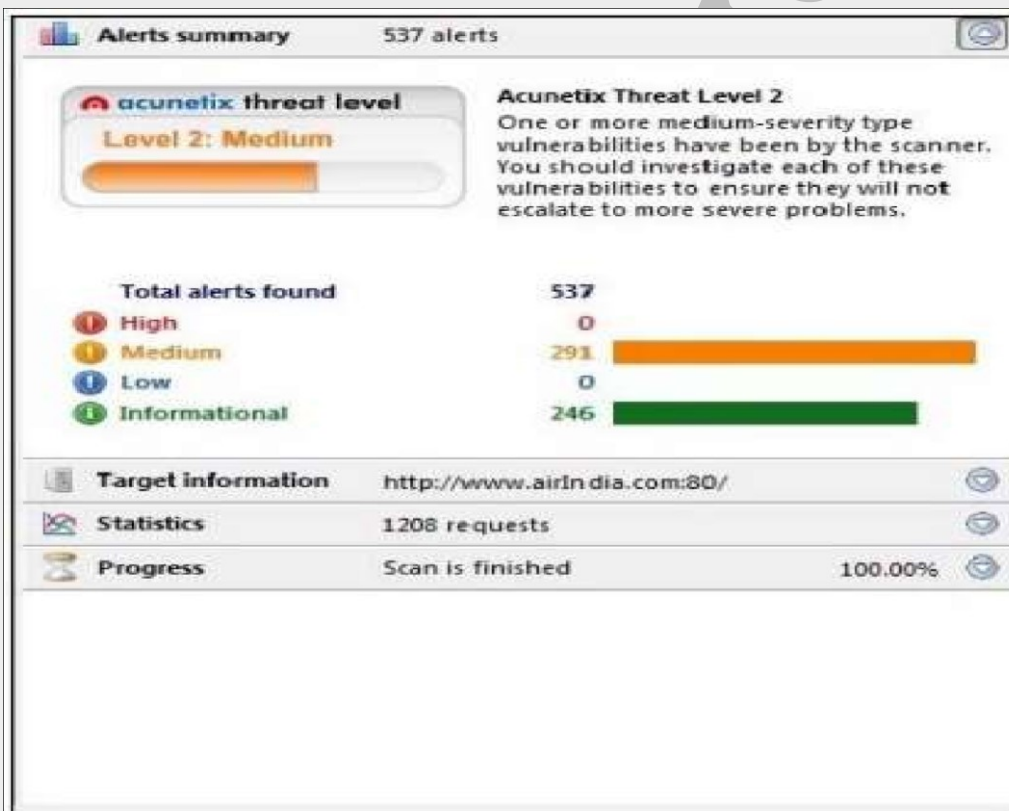 Alerts summary 537 alerts
acunetix threat level
Level 2: Medium
Acunetix Threat Level 2
One or more medium-severity type
vulnerabilities have been by the scanner.
You should investigate each of these
vulnerabilities to ensure they will not
escalate to more severe problems.
Total alerts found 537
High 0
Medium 291
Low 0
Informational 246
Target information http://www.airIndia.com:80/
Statistics 1208 requests
Progress Scan is finished 100.00%